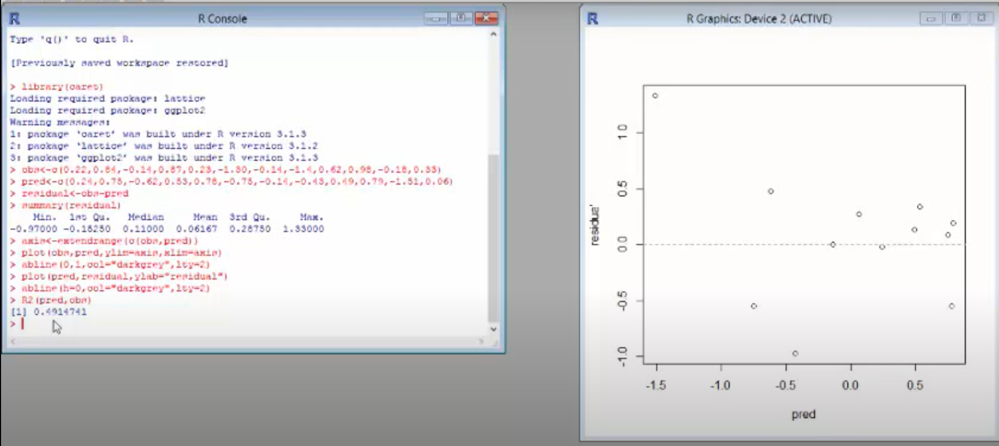 R Console
Type 'q()' to quit R.
[Previously saved workspace restored]
> library(caret)
Loading required package: lattice
Loading required package: ggplot2
Warning messages:
1: package ‘caret’ was built under R version 3.1.3
2: package ‘lattice’ was built under R version 3.1.2
3: package ‘ggplot2’ was built under R version 3.1.3
> obs<-c(0.22,0.84,-0.14,0.87,0.23,-1.30,-0.14,-1.4,0.62,0.98,-0.18,0.33)
> pred<-c(0.24,0.75,-0.62,0.53,0.78,-0.75,-0.14,-0.43,0.49,0.79,-1.51,0.06)
> residual<-obs-pred
> summary(residual)
Min. 1st Qu. Median Mean 3rd Qu. Max.
-0.97000 -0.15250 0.11000 0.06167 0.28750 1.33000
> axis<-extendrange(c(obs,pred))
> plot(obs,pred,ylim=axis,xlim=axis)
> abline(0,1,col="darkgrey",lty=2)
> plot(pred,residual,ylab="residual")
> abline(h=0,col="darkgrey",lty=2)
> R2(pred,obs)
[1] 0.4914741
>
R Graphics: Device 2 (ACTIVE)
residual
1.0
0.5
0.0
-0.5
-1.0
-1.5 -1.0 -0.5 0.0 0.5
pred